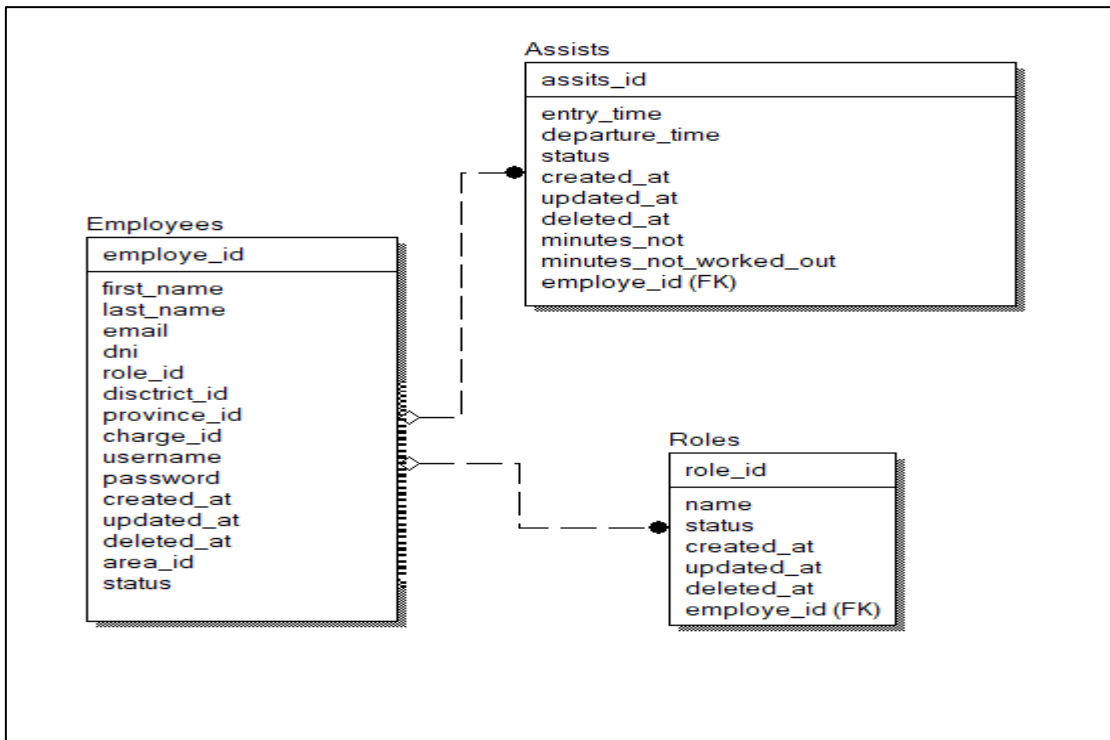 Assists
assits_id
entry_time
departure_time
status
created_at
updated_at
deleted_at
minutes_not
minutes_not_worked_out
employe_id (FK)
Employees
employe_id
first_name
last_name
email
dni
role_id
disctrict_id
province_id
charge_id
username
password
created_at
updated_at
deleted_at
area_id
status
Roles
role_id
name
status
created_at
updated_at
deleted_at
employe_id (FK)